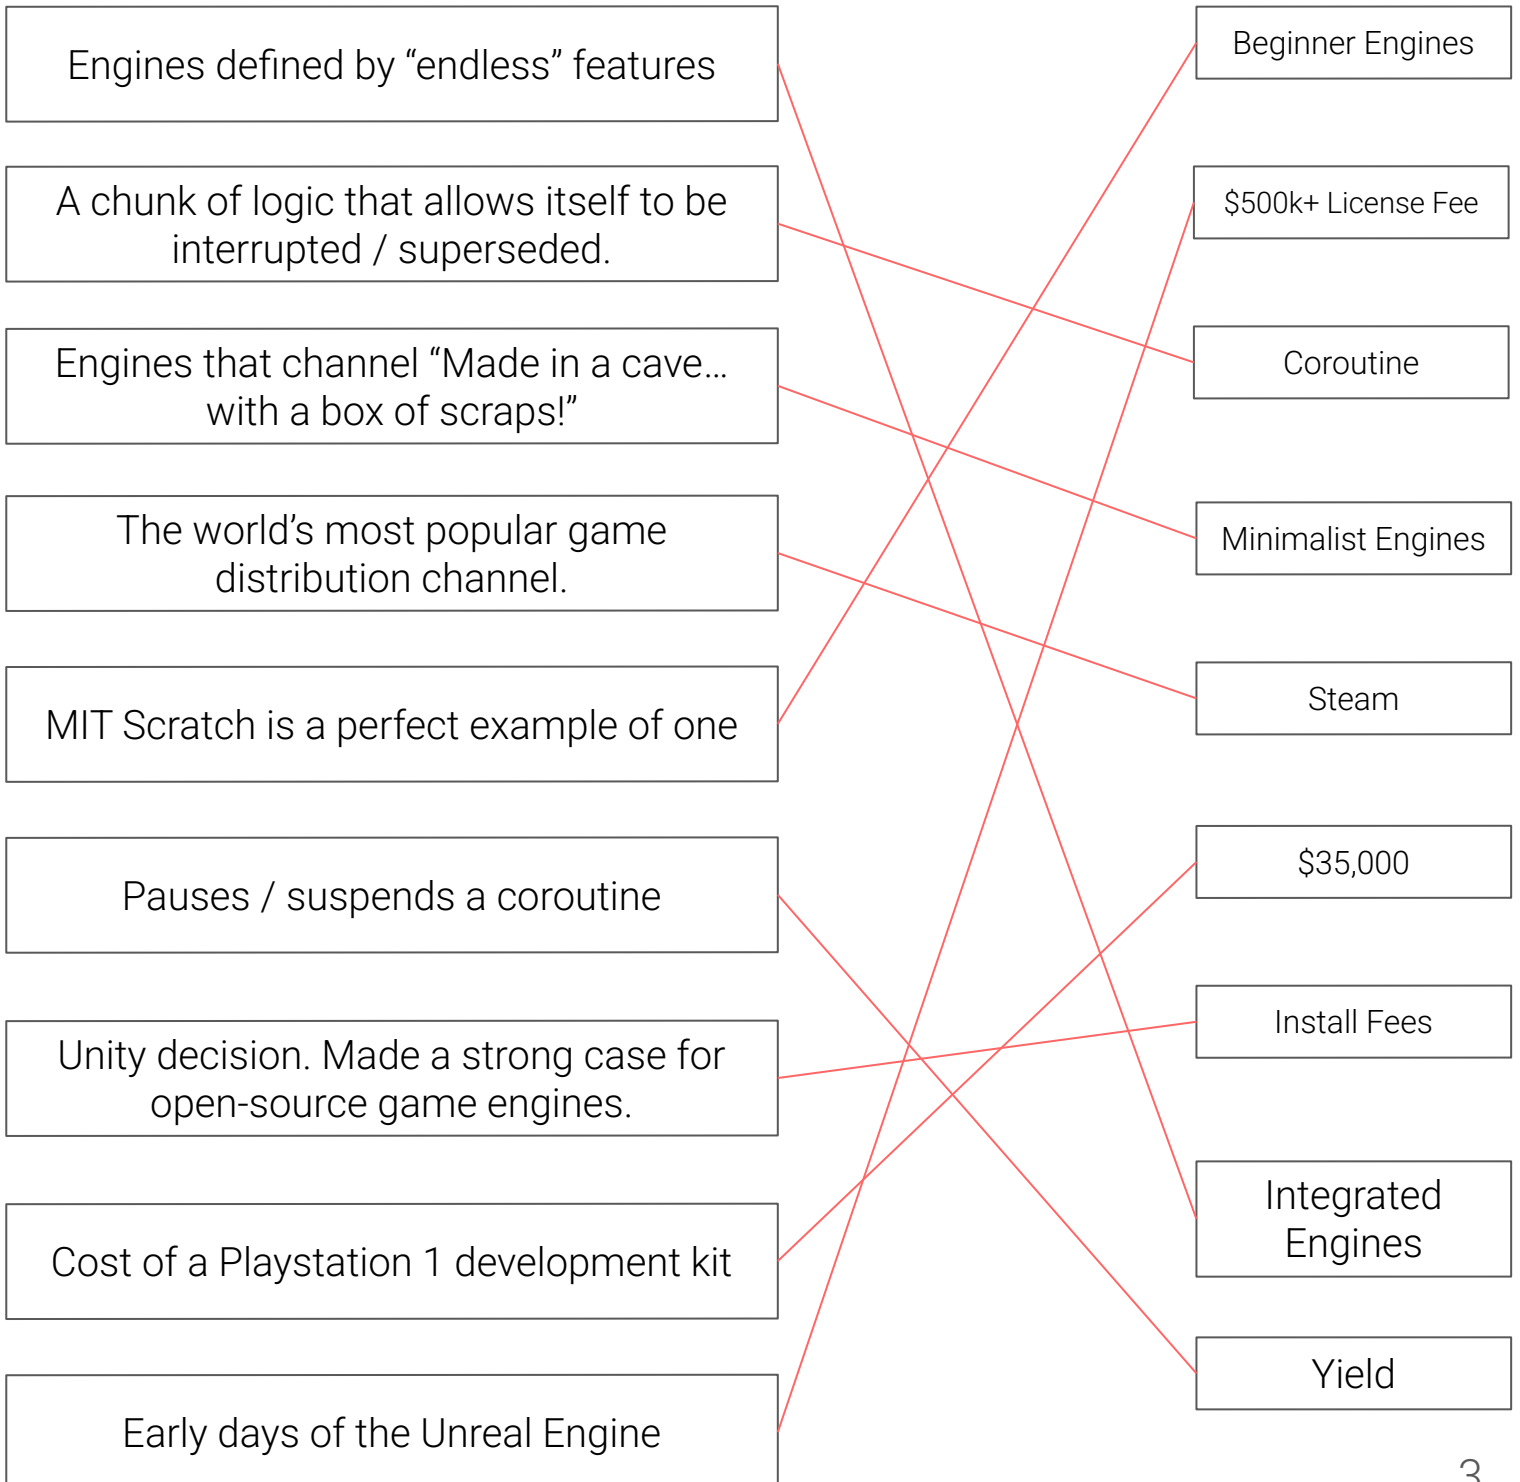 Engines defined by “endless” features
A chunk of logic that allows itself to be
interrupted / superseded.
Engines that channel “Made in a cave…
with a box of scraps!”
The world’s most popular game
distribution channel.
MIT Scratch is a perfect example of one
Pauses / suspends a coroutine
Unity decision. Made a strong case for
open-source game engines.
Cost of a Playstation 1 development kit
Early days of the Unreal Engine
Beginner Engines
$500k+ License Fee
Coroutine
Minimalist Engines
Steam
$35,000
Install Fees
Integrated
Engines
Yield
3